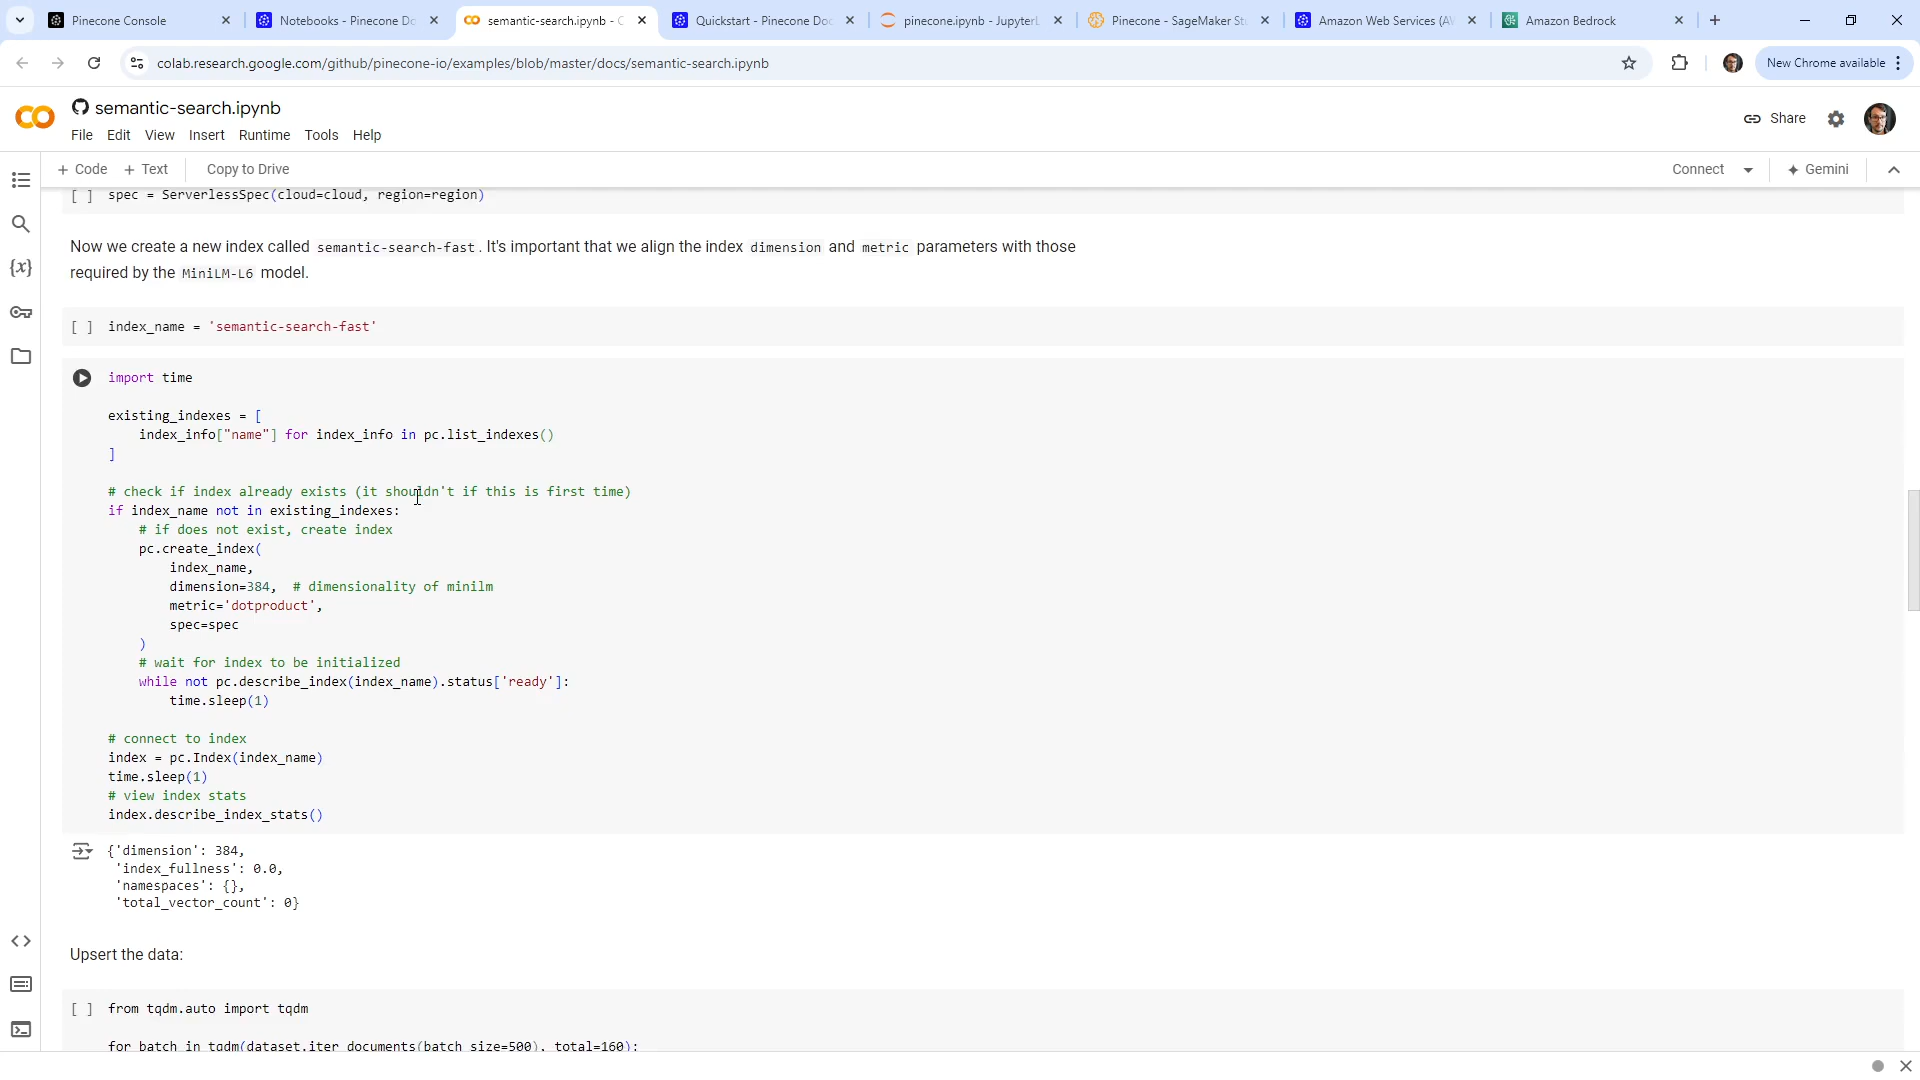 Pinecone Console
Notebooks - Pinecone Do
semantic-search.ipynb - C
Quickstart - Pinecone Doc
pinecone.ipynb - JupyterL
Pinecone - SageMaker Stu
Amazon Web Services (AW
Amazon Bedrock
colab.research.google.com/github/pinecone-io/examples/blob/master/docs/semantic-search.ipynb
New Chrome available
semantic-search.ipynb
File Edit View Insert Runtime Tools Help
Share
+ Code + Text Copy to Drive
Connect
Gemini
[ ] spec = ServerlessSpec(cloud=cloud, region=region)
Now we create a new index called semantic-search-fast. It's important that we align the index dimension and metric parameters with those
required by the MiniLM-L6 model.
[ ] index_name = 'semantic-search-fast'
import time
existing_indexes = [
index_info["name"] for index_info in pc.list_indexes()
]
# check if index already exists (it shouldn't if this is first time)
if index_name not in existing_indexes:
# if does not exist, create index
pc.create_index(
index_name,
dimension=384, # dimensionality of minilm
metric='dotproduct',
spec=spec
)
# wait for index to be initialized
while not pc.describe_index(index_name).status['ready']:
time.sleep(1)
# connect to index
index = pc.Index(index_name)
time.sleep(1)
# view index stats
index.describe_index_stats()
{'dimension': 384,
'index_fullness': 0.0,
'namespaces': {},
'total_vector_count': 0}
Upsert the data:
[ ] from tqdm.auto import tqdm
for batch in tqdm(dataset.iter_documents(batch_size=500), total=160):